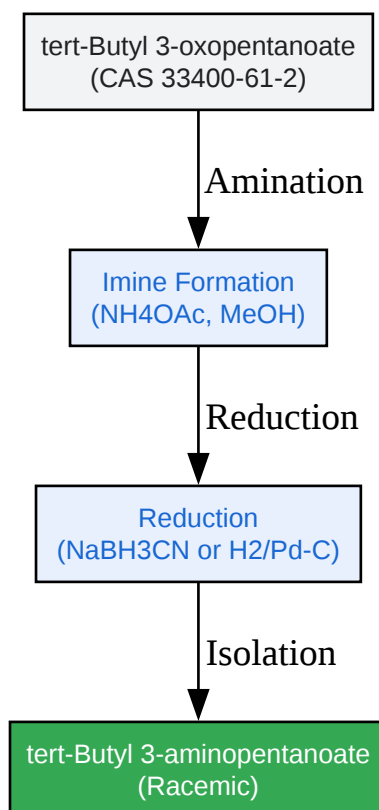 tert-Butyl 3-oxopentanoate
(CAS 33400-61-2)
Amination
Imine Formation
(NH4OAc, MeOH)
Reduction
Reduction
(NaBH3CN or H2/Pd-C)
Isolation
tert-Butyl 3-aminopentanoate
(Racemic)